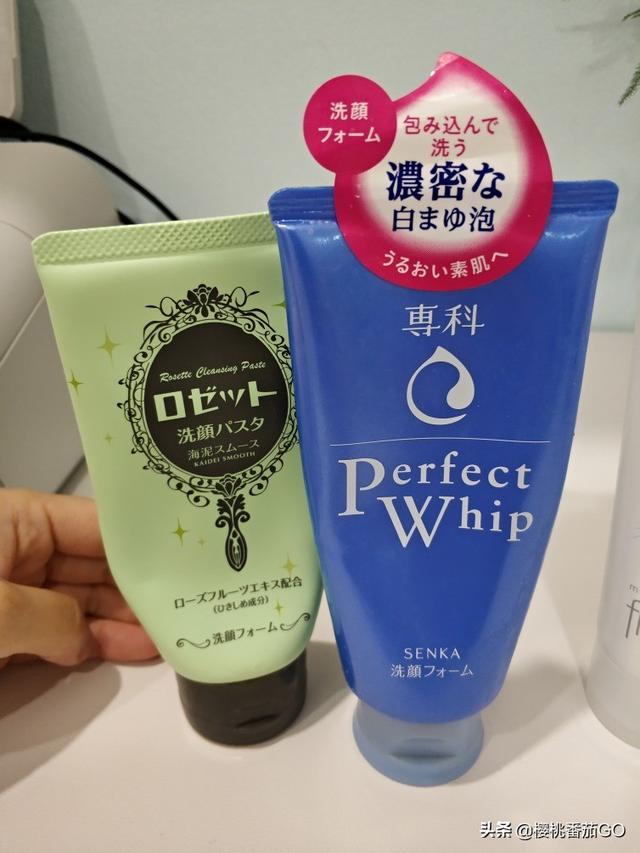 Rosette Cleansing Paste
ロゼット
洗顔パスタ
海泥スムース
KAIDEI SMOOTH
ローズフルーツエキス配合
(ひきしめ成分)
洗顔フォーム
洗顔
フォーム
包み込んで
洗う
濃密な
白まゆ泡
うるおい素肌へ
専科
Perfect
Whip
SENKA
洗顔フォーム
頭条 @樱桃番茄GO